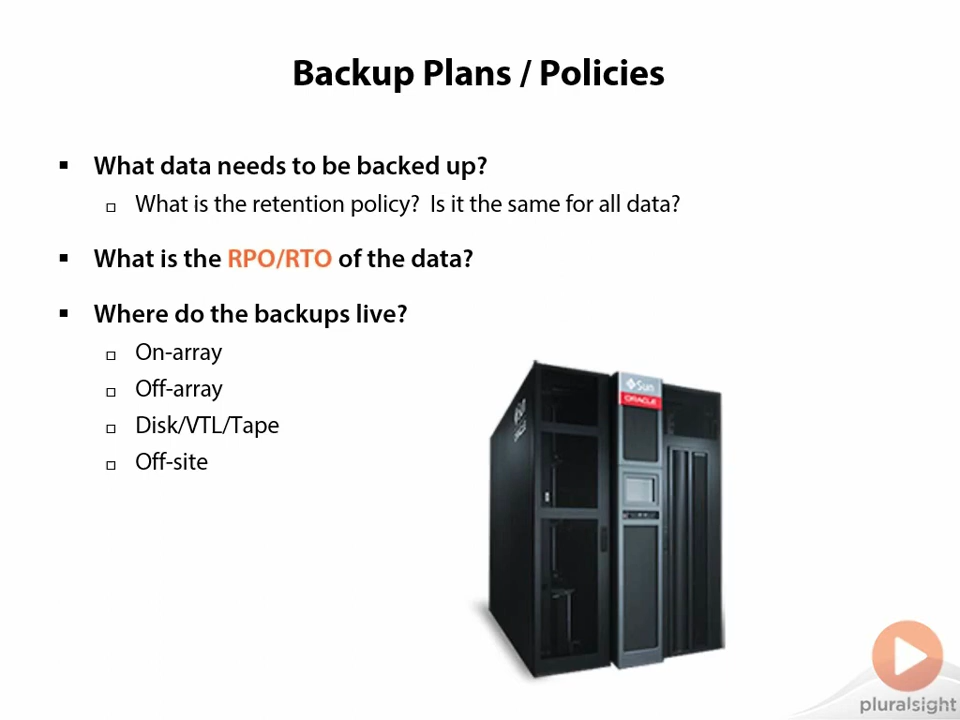 Backup Plans / Policies
What data needs to be backed up?
What is the retention policy? Is it the same for all data?
What is the RPO/RTO of the data?
Where do the backups live?
On-array
Off-array
Disk/VTL/Tape
Off-site
Sun
ORACLE
pluralsight